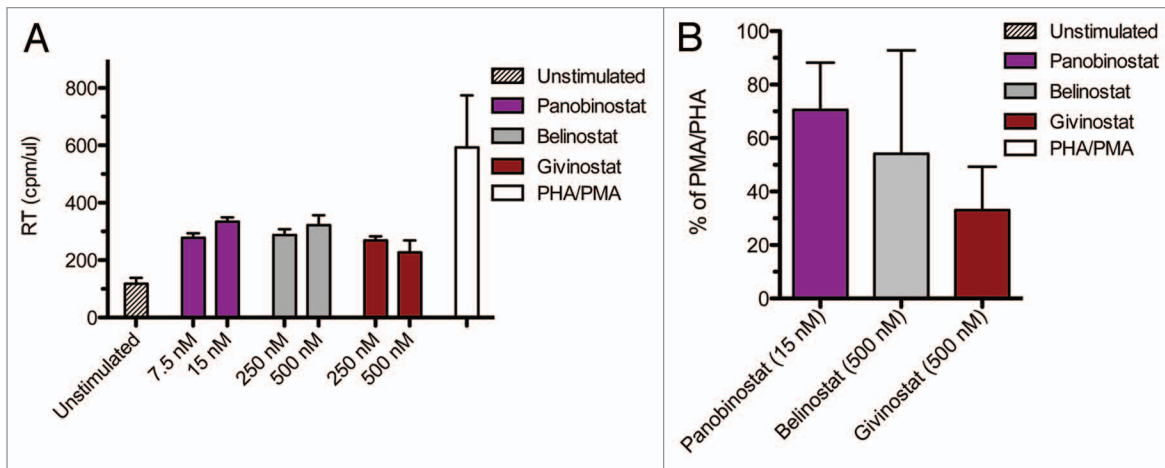 A
RT (cpm/ul)
800
600
400
200
0
Unstimulated
7.5 nM
15 nM
250 nM
500 nM
250 nM
500 nM
Unstimulated
Panobinostat
Belinostat
Givinostat
PHA/PMA
B
% of PMA/PHA
100
80
60
40
20
0
Panobinostat (15 nM)
Belinostat (500 nM)
Givinostat (500 nM)
Unstimulated
Panobinostat
Belinostat
Givinostat
PHA/PMA